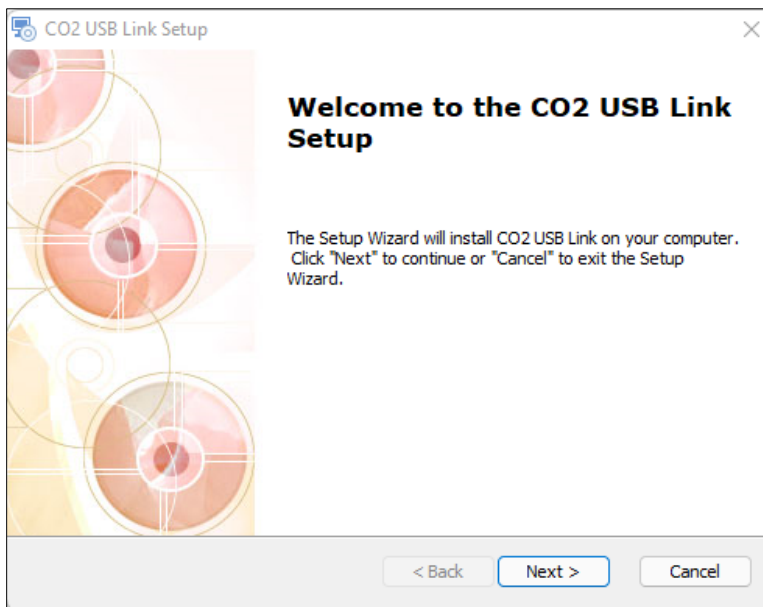 CO2 USB Link Setup
Welcome to the CO2 USB Link
Setup
The Setup Wizard will install CO2 USB Link on your computer.
Click "Next" to continue or "Cancel" to exit the Setup
Wizard.
< Back Next > Cancel